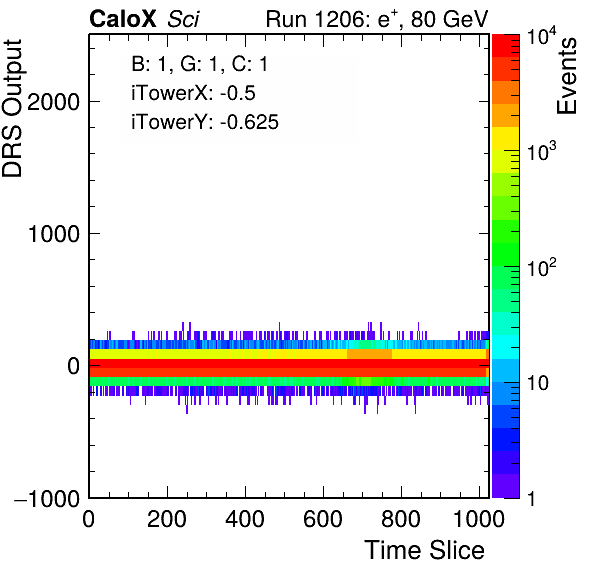 CaloX Sci
Run 1206: e⁺, 80 GeV
B: 1, G: 1, C: 1
iTowerX: -0.5
iTowerY: -0.625
DRS Output
2000
1000
0
−1000
0 200 400 600 800 1000
Time Slice
Events
10⁴
10³
10²
10
1